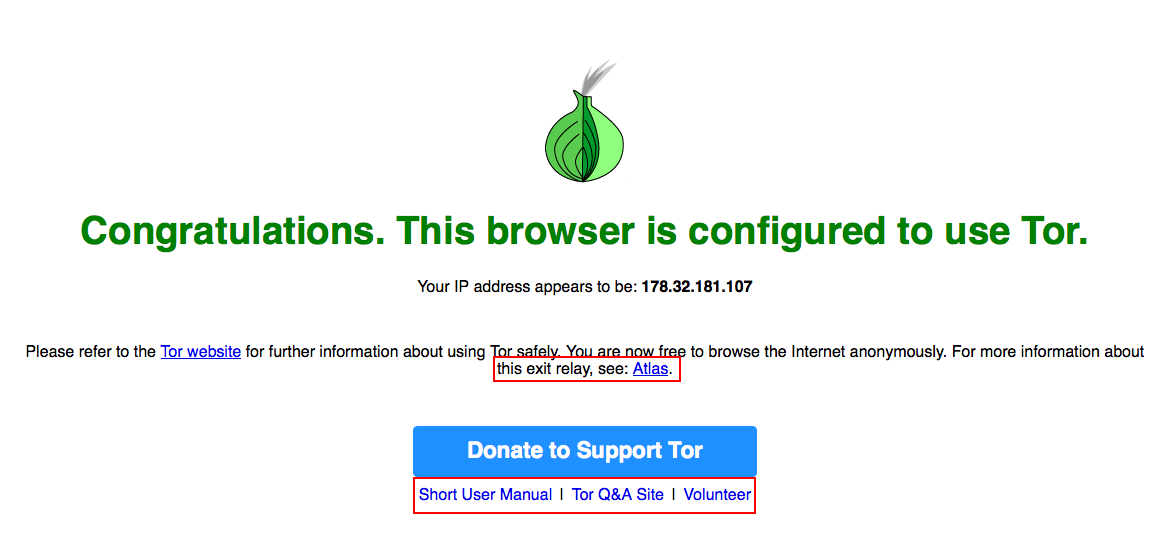 Congratulations. This browser is configured to use Tor.
Your IP address appears to be: 178.32.181.107
Please refer to the Tor website for further information about using Tor safely. You are now free to browse the Internet anonymously. For more information about
this exit relay, see: Atlas.
Donate to Support Tor
Short User Manual | Tor Q&A Site | Volunteer